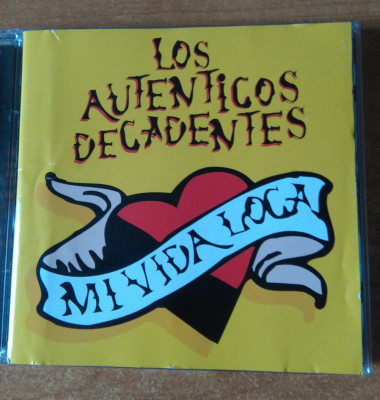 LOS
AUTENTICOS
DECADENTES
MI VIDA LOCA